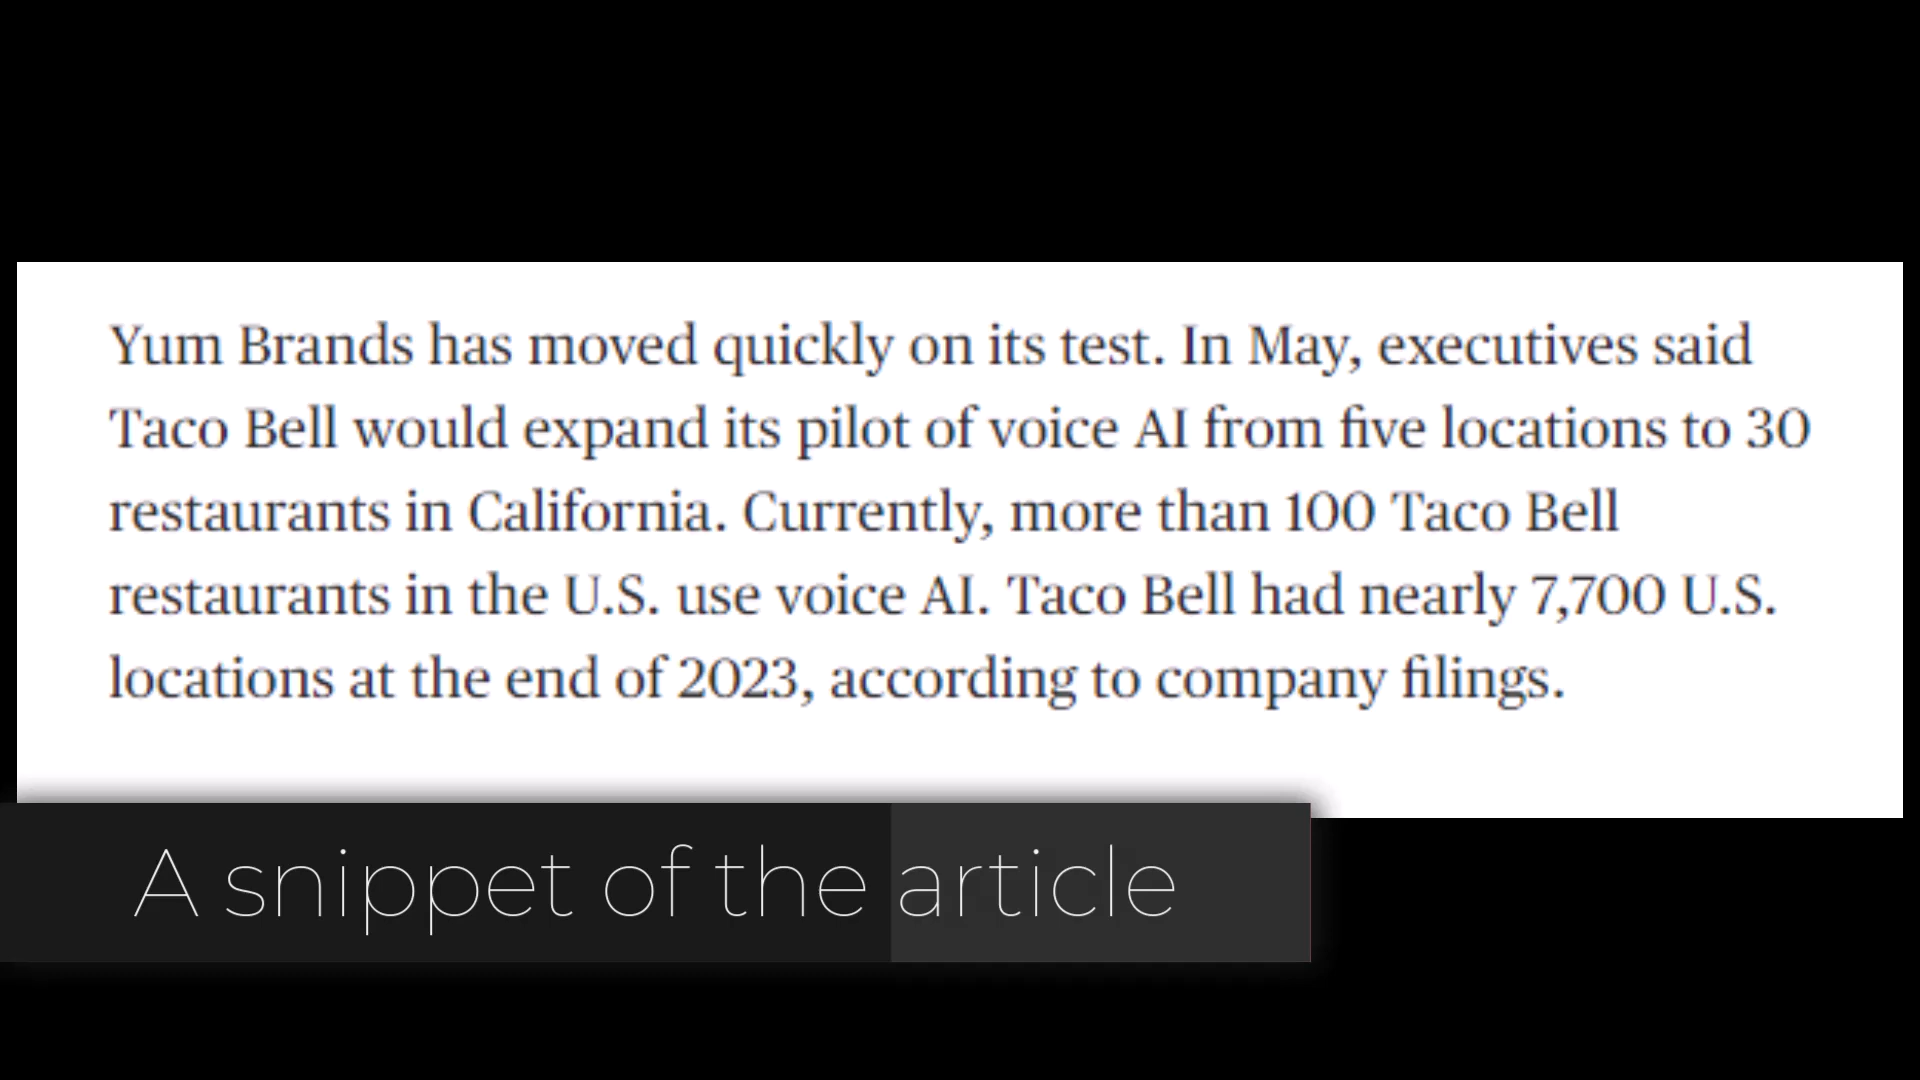 Yum Brands has moved quickly on its test. In May, executives said
Taco Bell would expand its pilot of voice AI from five locations to 30
restaurants in California. Currently, more than 100 Taco Bell
restaurants in the U.S. use voice AI. Taco Bell had nearly 7,700 U.S.
locations at the end of 2023, according to company filings.
A snippet of the article